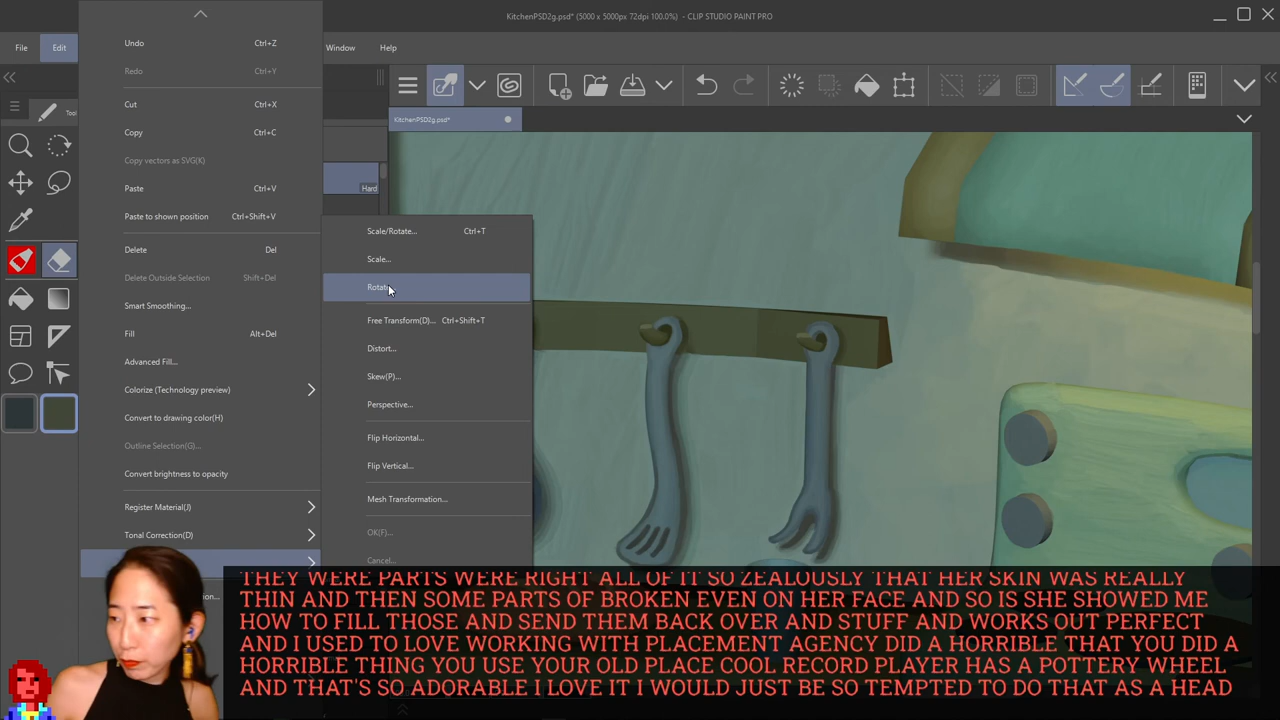 KitchenPSD2g.psd* (5000 x 5000px 72dpi 100.0%) - CLIP STUDIO PAINT PRO
File Edit Window Help
Undo Ctrl+Z
Redo Ctrl+Y
Cut Ctrl+X
Copy Ctrl+C
Copy vectors as SVG(K)
Paste Ctrl+V
Paste to shown position Ctrl+Shift+V
Delete Del
Delete Outside Selection Shift+Del
Smart Smoothing...
Fill Alt+Del
Advanced Fill...
Colorize (Technology preview)
Convert to drawing color(H)
Outline Selection(G)...
Convert brightness to opacity
Register Material(J)
Tonal Correction(D)
Too
KitchenPSD2g.psd*
Hard
Scale/Rotate... Ctrl+T
Scale...
Rotate
Free Transform(D)... Ctrl+Shift+T
Distort...
Skew(P)...
Perspective...
Flip Horizontal...
Flip Vertical...
Mesh Transformation...
OK(F)...
Cancel...
THEY WERE PARTS WERE RIGHT ALL OF IT SO ZEALOUSLY THAT HER SKIN WAS REALLY
THIN AND THEN SOME PARTS OF BROKEN EVEN ON HER FACE AND SO IS SHE SHOWED ME
HOW TO FILL THOSE AND SEND THEM BACK OVER AND STUFF AND WORKS OUT PERFECT
AND I USED TO LOVE WORKING WITH PLACEMENT AGENCY DID A HORRIBLE THAT YOU DID A
HORRIBLE THING YOU USE YOUR OLD PLACE COOL RECORD PLAYER HAS A POTTERY WHEEL
AND THAT'S SO ADORABLE I LOVE IT I WOULD JUST BE SO TEMPTED TO DO THAT AS A HEAD